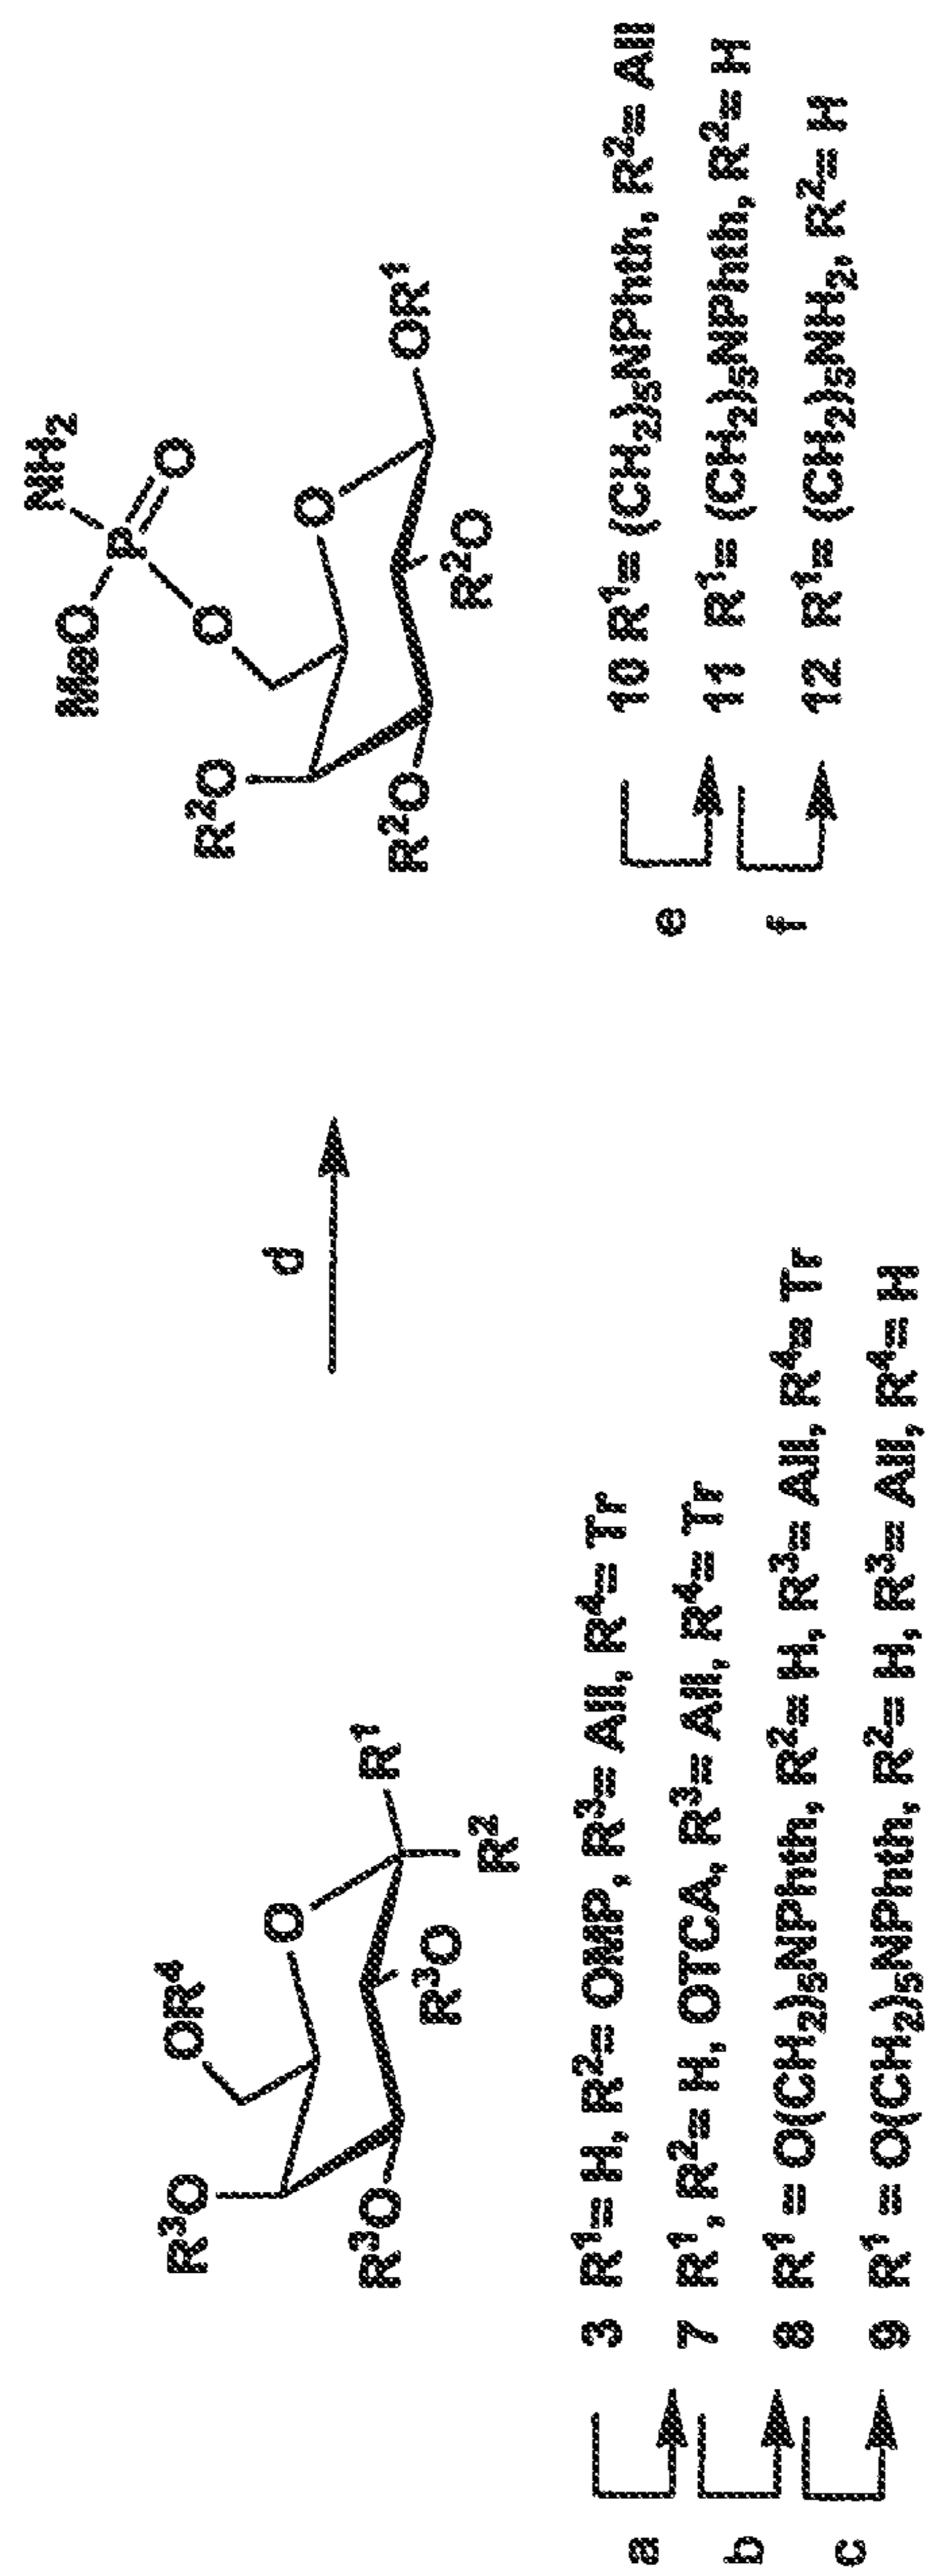 R³O
OR⁴
O
R³O
R³O
R¹
R²
3 R¹= H, R²= OMP, R³= All, R⁴= Tr
7 R¹, R²= H, OTCA, R³= All, R⁴= Tr
8 R¹ = O(CH₂)₅NPhth, R²= H, R³= All, R⁴= Tr
9 R¹ = O(CH₂)₅NPhth, R²= H, R³= All, R⁴= H
a
b
c
d
MeO
NH₂
P
O
O
R²O
O
R²O
R²O
OR¹
10 R¹= (CH₂)₅NPhth, R²= All
11 R¹= (CH₂)₅NPhth, R²= H
12 R¹= (CH₂)₅NH₂, R²= H
e
f